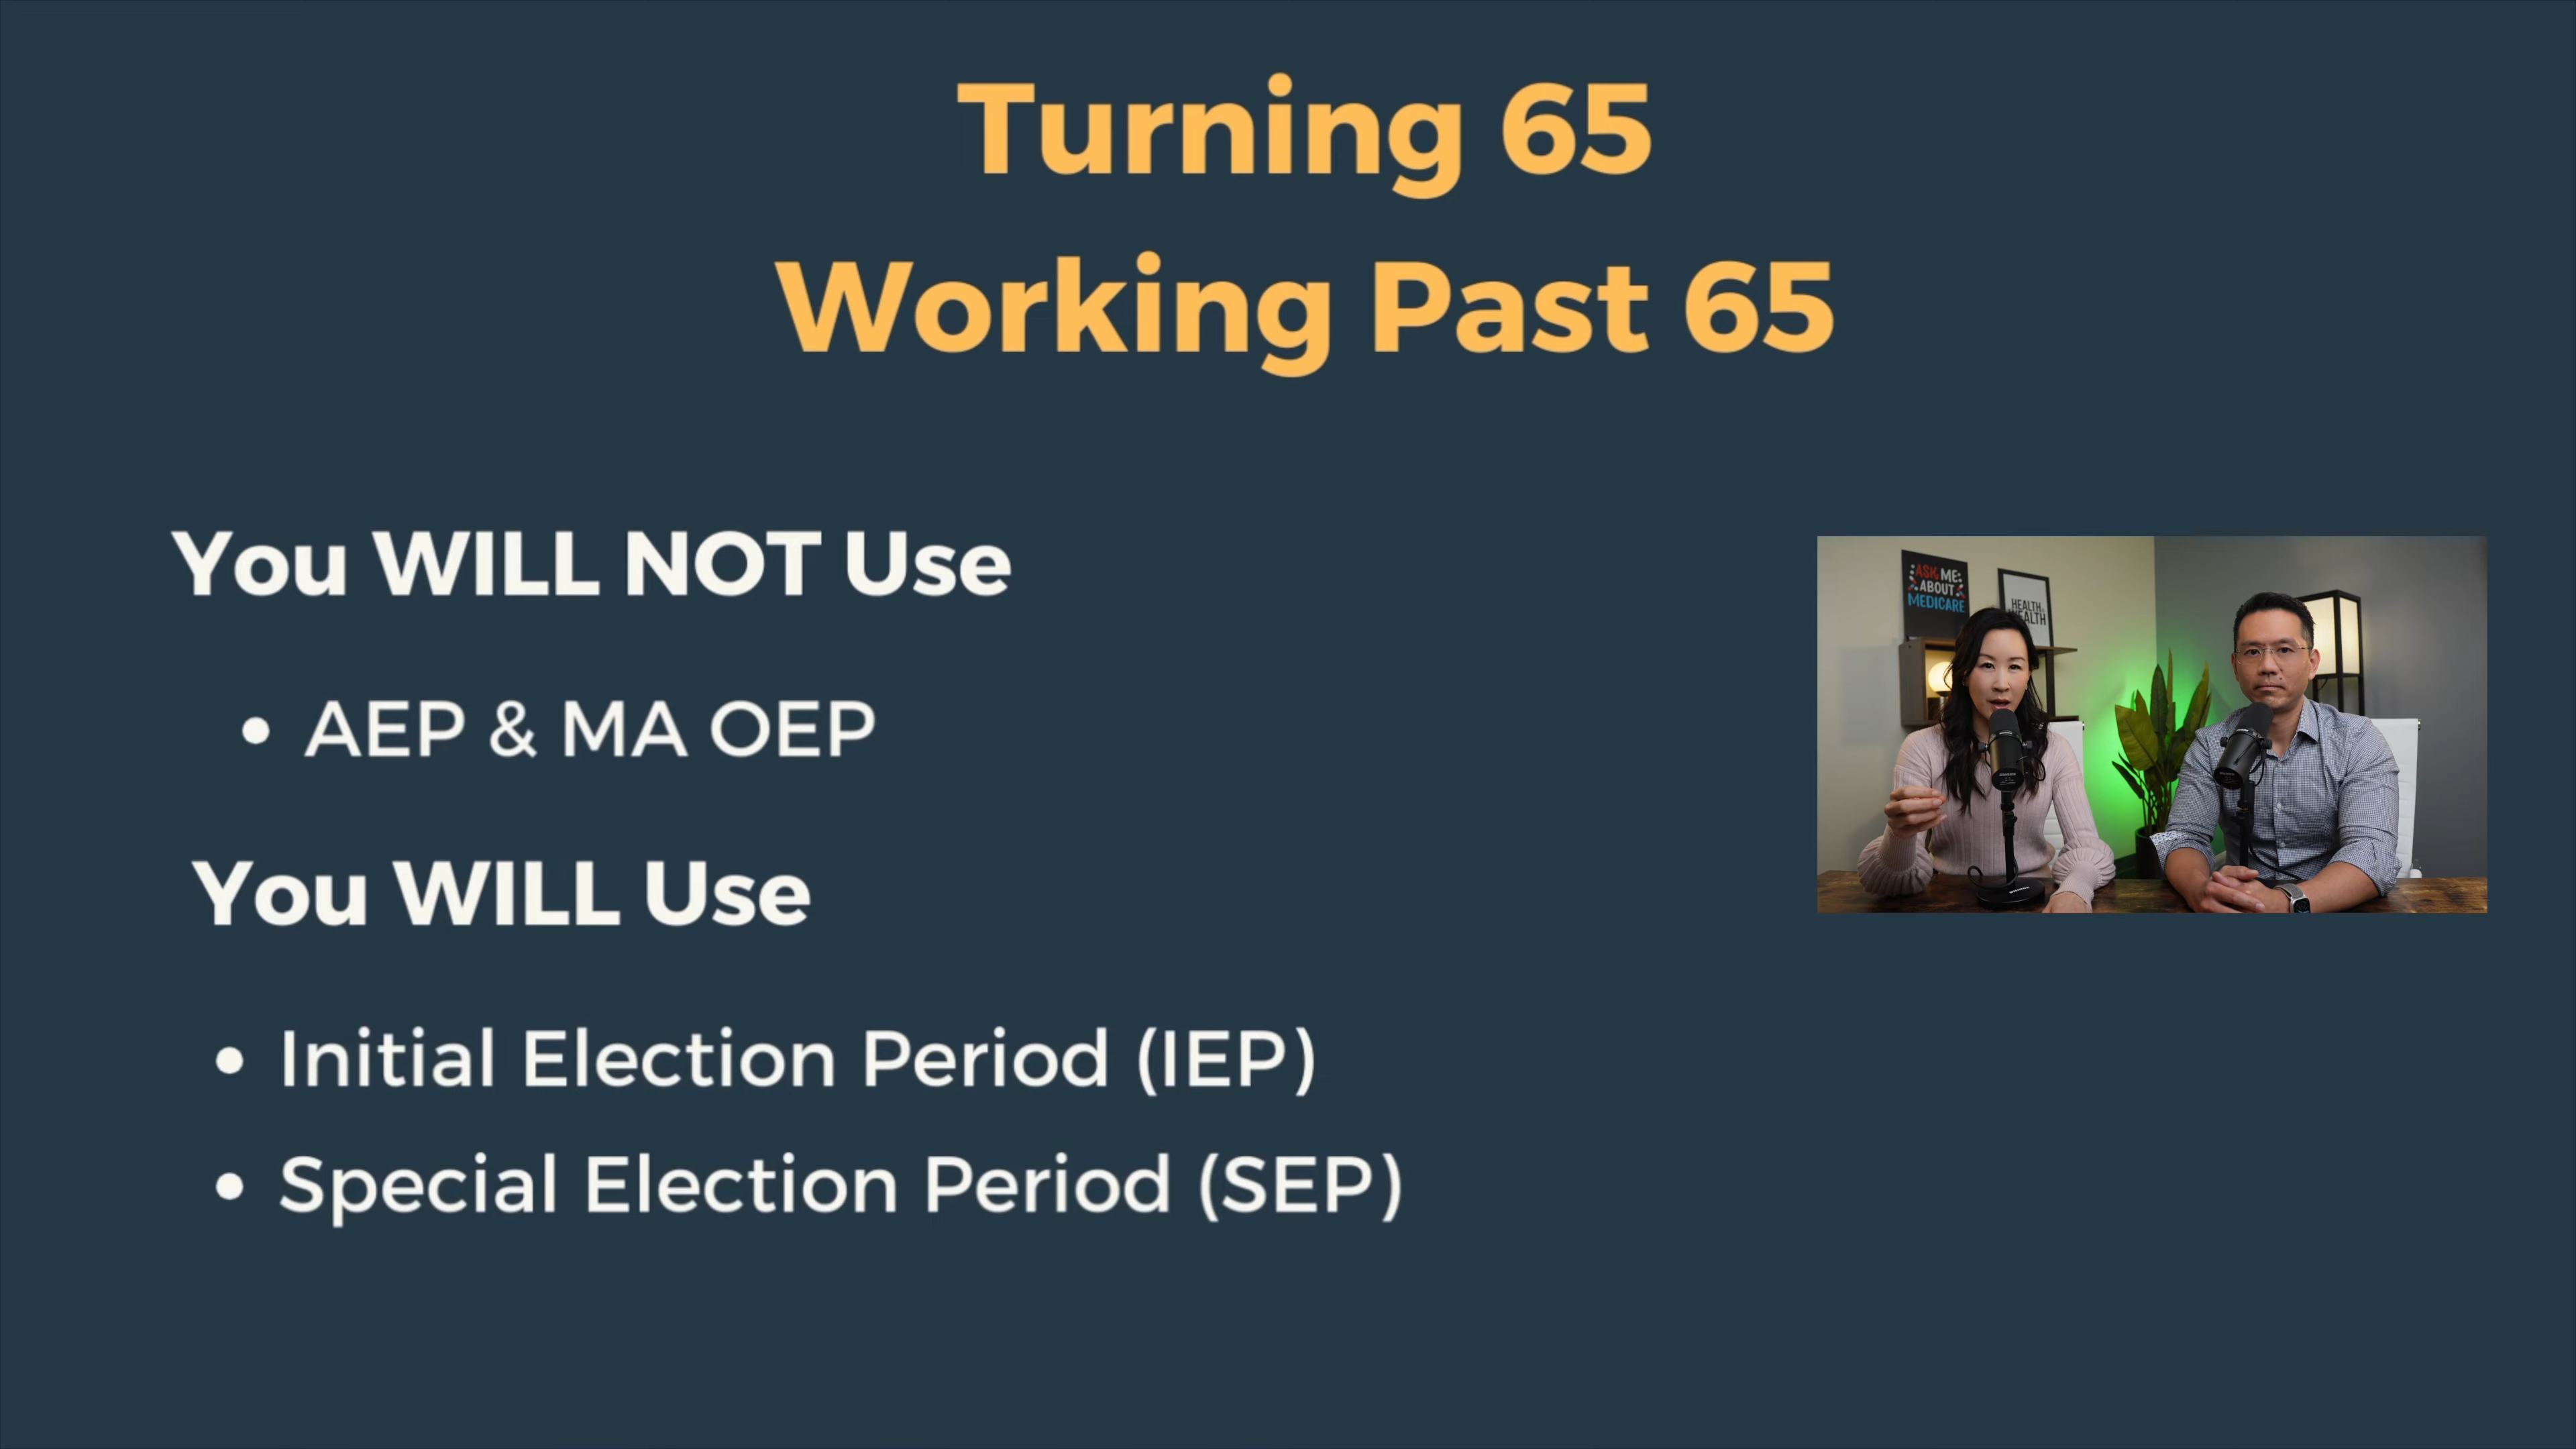 Turning 65
Working Past 65
You WILL NOT Use
• AEP & MA OEP
You WILL Use
• Initial Election Period (IEP)
• Special Election Period (SEP)
ASK ME
ABOUT
MEDICARE
HEALTH